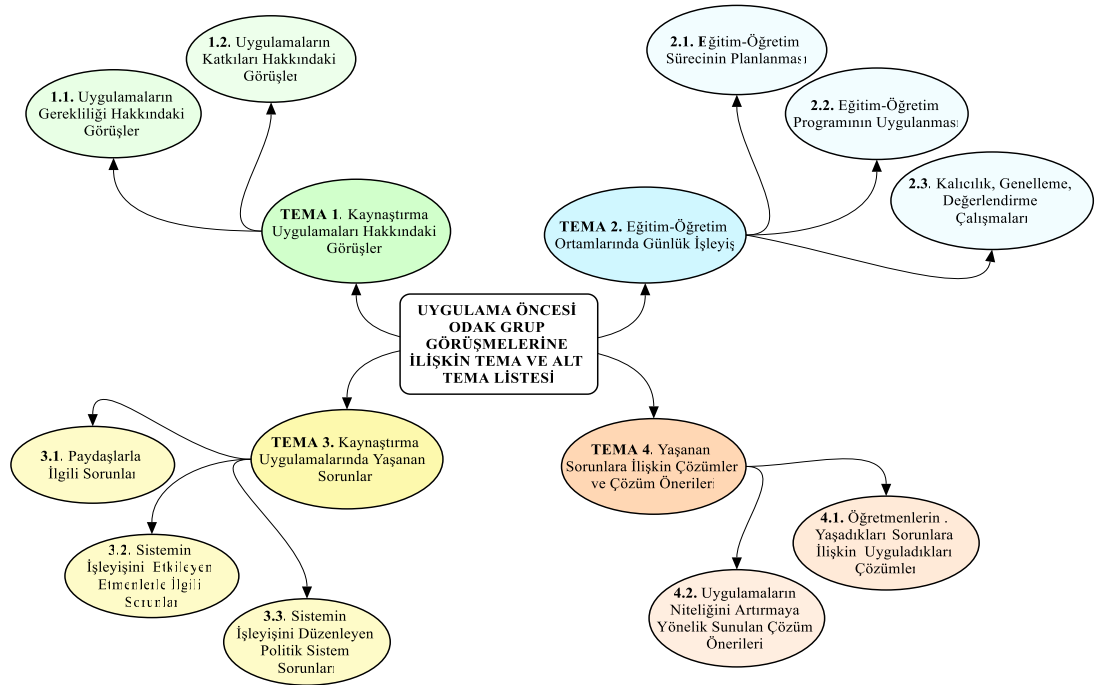 1.2. Uygulamaların
Katkıları Hakkındaki
Görüşler
1.1. Uygulamaların
Gerekliliği Hakkındaki
Görüşler
TEMA 1. Kaynaştırma
Uygulamaları Hakkındaki
Görüşler
2.1. Eğitim-Öğretim
Sürecinin Planlanması
2.2. Eğitim-Öğretim
Programının Uygulanması
2.3. Kalıcılık, Genelleme,
Değerlendirme
Çalışmaları
TEMA 2. Eğitim-Öğretim
Ortamlarında Günlük İşleyiş
UYGULAMA ÖNCESİ
ODAK GRUP
GÖRÜŞMELERİNE
İLİŞKİN TEMA VE ALT
TEMA LİSTESİ
TEMA 3. Kaynaştırma
Uygulamalarında Yaşanan
Sorunlar
3.1. Paydaşlarla
İlgili Sorunlar
3.2. Sistemin
İşleyişini Etkileyen
Etmenlerle İlgili
Sorunlar
3.3. Sistemin
İşleyişini Düzenleyen
Politik Sistem
Sorunları
TEMA 4. Yaşanan
Sorunlara İlişkin Çözümler
ve Çözüm Önerileri
4.1. Öğretmenlerin .
Yaşadıkları Sorunlara
İlişkin Uyguladıkları
Çözümler
4.2. Uygulamaların
Niteliğini Artırmaya
Yönelik Sunulan Çözüm
Önerileri